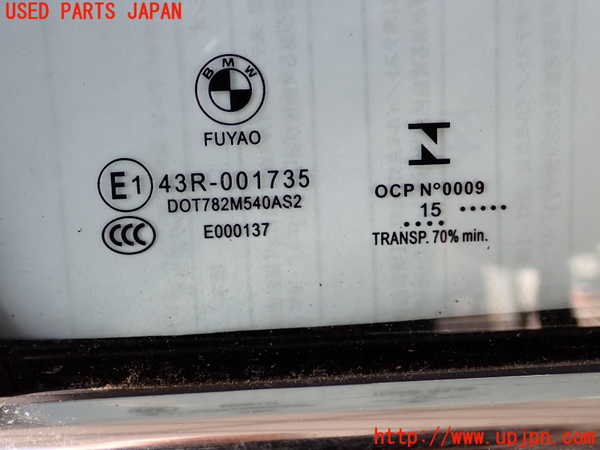 USED PARTS JAPAN
BMW
FUYAO
E1 43R-001735
DOT782M540AS2
CCC E000137
N
OCP Nº0009
15 .....
....
TRANSP. 70% min.
http://www.upjpn.com/